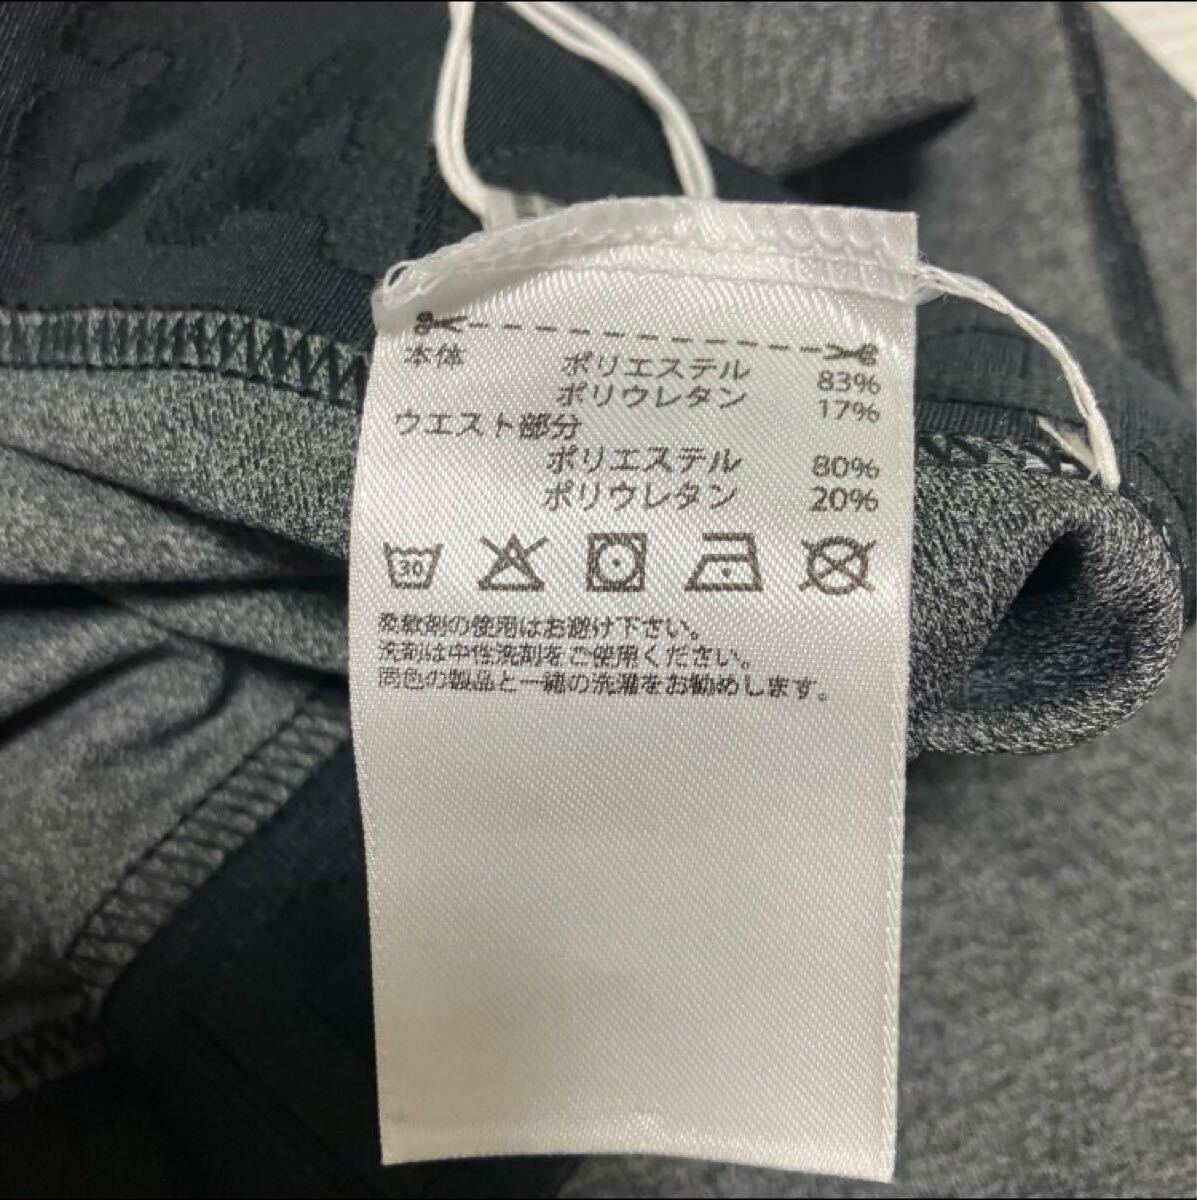 本体 ポリエステル 83%
ポリウレタン 17%
ウエスト部分
ポリエステル 80%
ポリウレタン 20%
30
柔軟剤の使用はお避け下さい。
洗剤は中性洗剤をご使用ください。
同色の製品と一緒の洗濯をお勧めします。